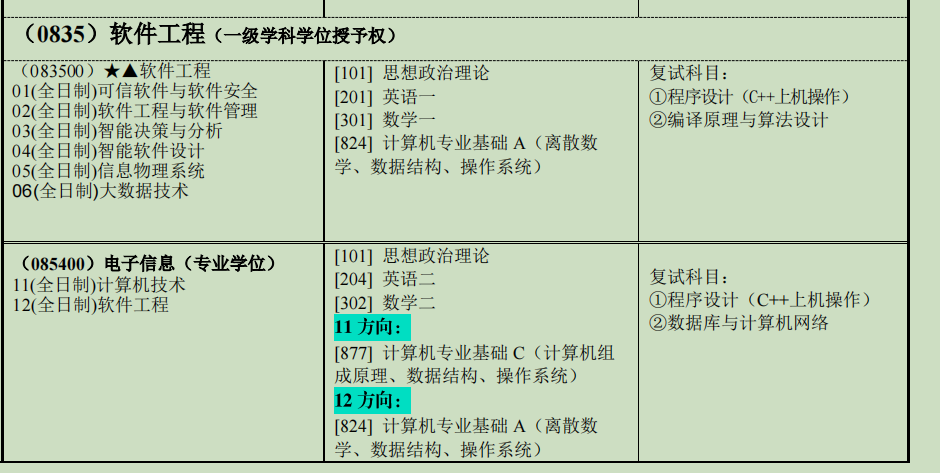 （0835）软件工程（一级学科学位授予权）
（083500）★▲软件工程
01(全日制)可信软件与软件安全
02(全日制)软件工程与软件管理
03(全日制)智能决策与分析
04(全日制)智能软件设计
05(全日制)信息物理系统
06(全日制)大数据技术
[101] 思想政治理论
[201] 英语一
[301] 数学一
[824] 计算机专业基础 A（离散数
学、数据结构、操作系统）
复试科目：
①程序设计（C++上机操作）
②编译原理与算法设计
（085400）电子信息（专业学位）
11(全日制)计算机技术
12(全日制)软件工程
[101] 思想政治理论
[204] 英语二
[302] 数学二
11 方向：
[877] 计算机专业基础 C（计算机组
成原理、数据结构、操作系统）
12 方向：
[824] 计算机专业基础 A（离散数
学、数据结构、操作系统）
复试科目：
①程序设计（C++上机操作）
②数据库与计算机网络